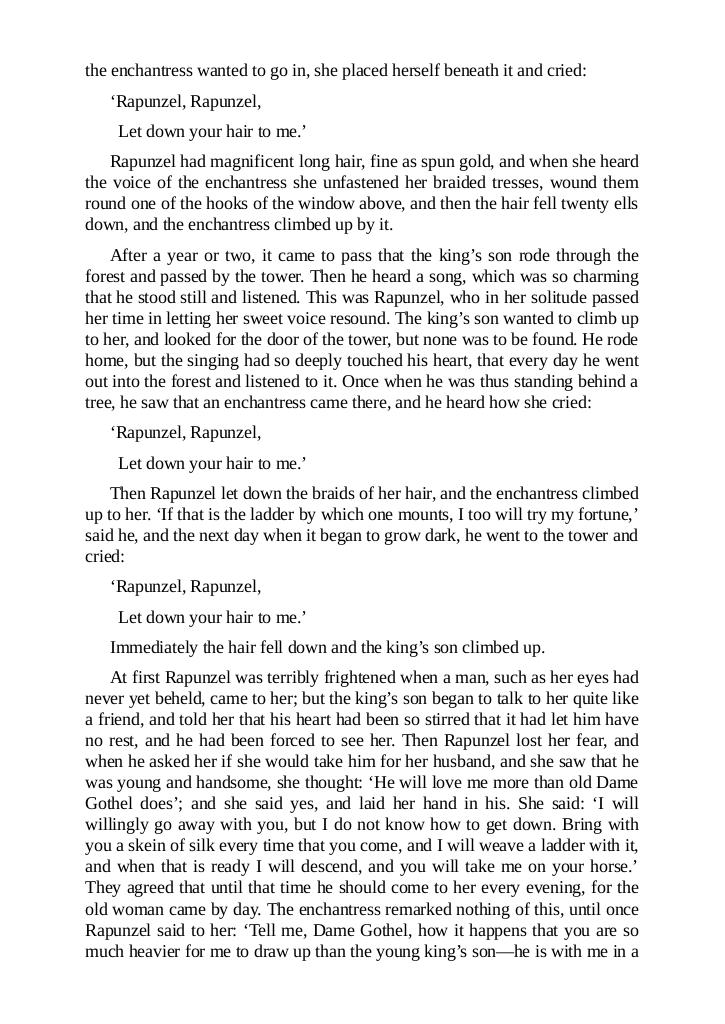 the enchantress wanted to go in, she placed herself beneath it and cried:
‘Rapunzel, Rapunzel,
Let down your hair to me.’
Rapunzel had magnificent long hair, fine as spun gold, and when she heard
the voice of the enchantress she unfastened her braided tresses, wound them
round one of the hooks of the window above, and then the hair fell twenty ells
down, and the enchantress climbed up by it.
After a year or two, it came to pass that the king’s son rode through the
forest and passed by the tower. Then he heard a song, which was so charming
that he stood still and listened. This was Rapunzel, who in her solitude passed
her time in letting her sweet voice resound. The king’s son wanted to climb up
to her, and looked for the door of the tower, but none was to be found. He rode
home, but the singing had so deeply touched his heart, that every day he went
out into the forest and listened to it. Once when he was thus standing behind a
tree, he saw that an enchantress came there, and he heard how she cried:
‘Rapunzel, Rapunzel,
Let down your hair to me.’
Then Rapunzel let down the braids of her hair, and the enchantress climbed
up to her. ‘If that is the ladder by which one mounts, I too will try my fortune,’
said he, and the next day when it began to grow dark, he went to the tower and
cried:
‘Rapunzel, Rapunzel,
Let down your hair to me.’
Immediately the hair fell down and the king’s son climbed up.
At first Rapunzel was terribly frightened when a man, such as her eyes had
never yet beheld, came to her; but the king’s son began to talk to her quite like
a friend, and told her that his heart had been so stirred that it had let him have
no rest, and he had been forced to see her. Then Rapunzel lost her fear, and
when he asked her if she would take him for her husband, and she saw that he
was young and handsome, she thought: ‘He will love me more than old Dame
Gothel does’; and she said yes, and laid her hand in his. She said: ‘I will
willingly go away with you, but I do not know how to get down. Bring with
you a skein of silk every time that you come, and I will weave a ladder with it,
and when that is ready I will descend, and you will take me on your horse.’
They agreed that until that time he should come to her every evening, for the
old woman came by day. The enchantress remarked nothing of this, until once
Rapunzel said to her: ‘Tell me, Dame Gothel, how it happens that you are so
much heavier for me to draw up than the young king’s son—he is with me in a